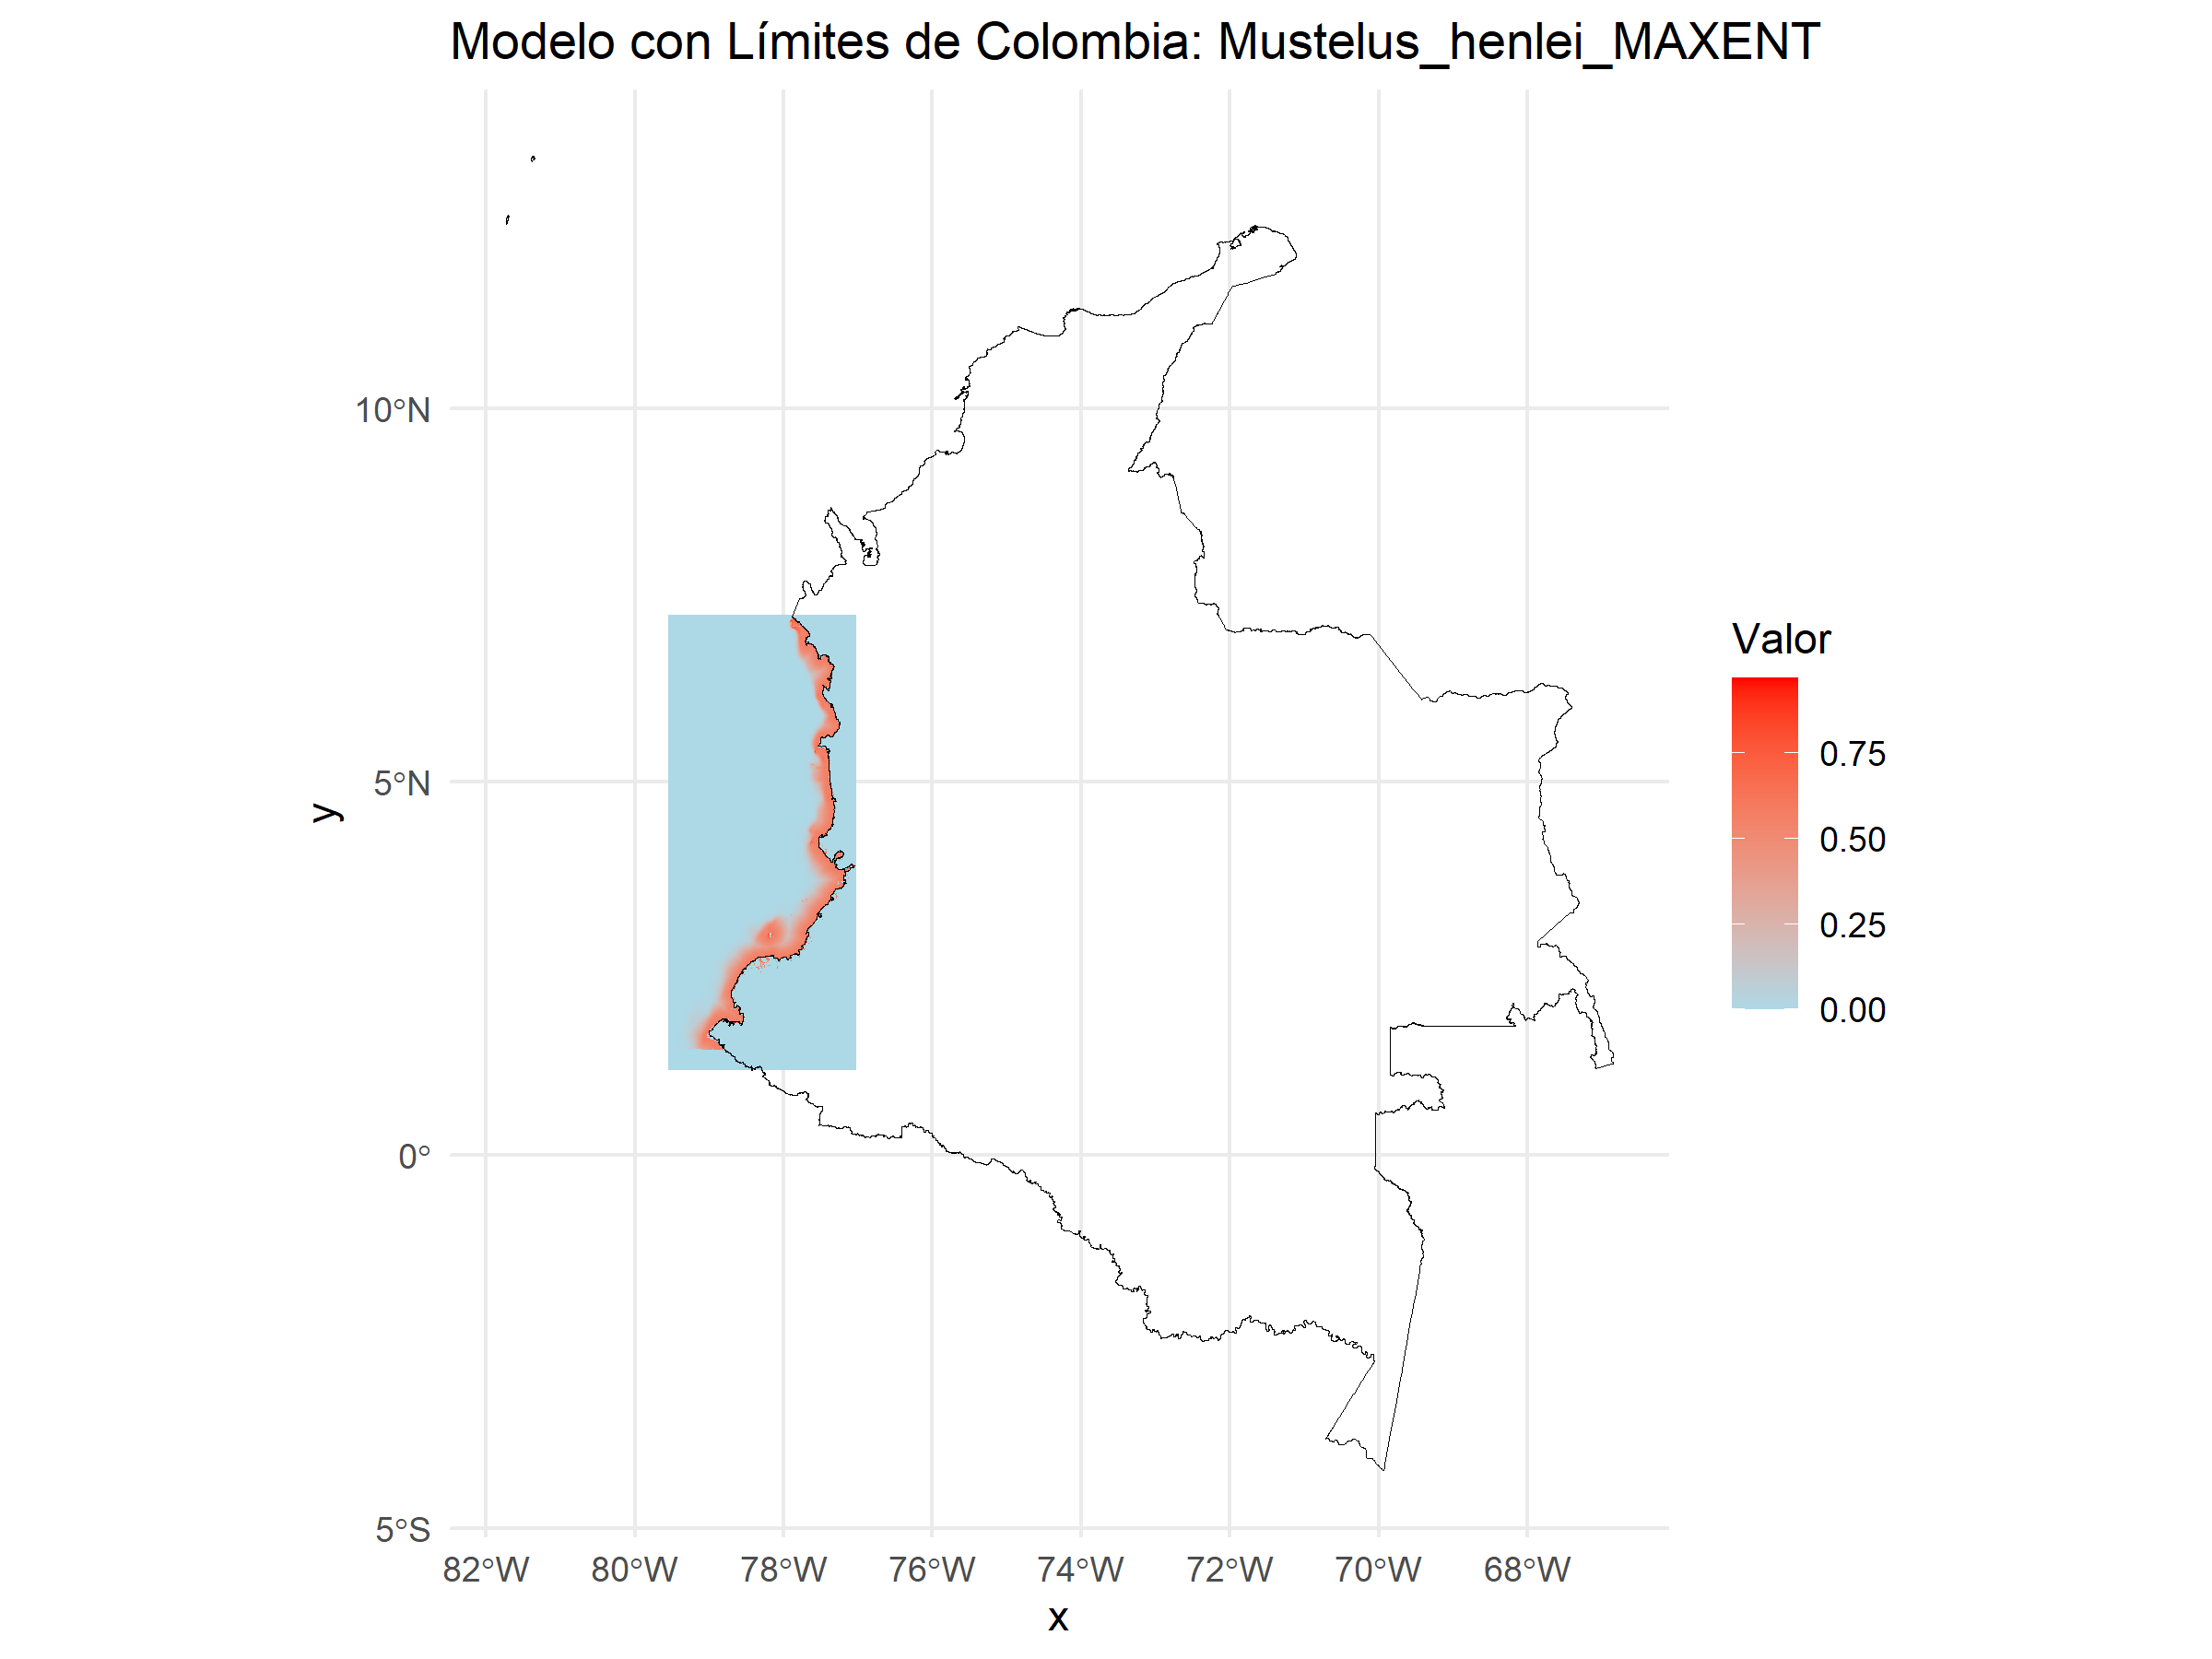 Modelo con Límites de Colombia: Mustelus_henlei_MAXENT
10°N
5°N
0°
5°S
y
82°W 80°W 78°W 76°W 74°W 72°W 70°W 68°W
x
Valor
0.75
0.50
0.25
0.00